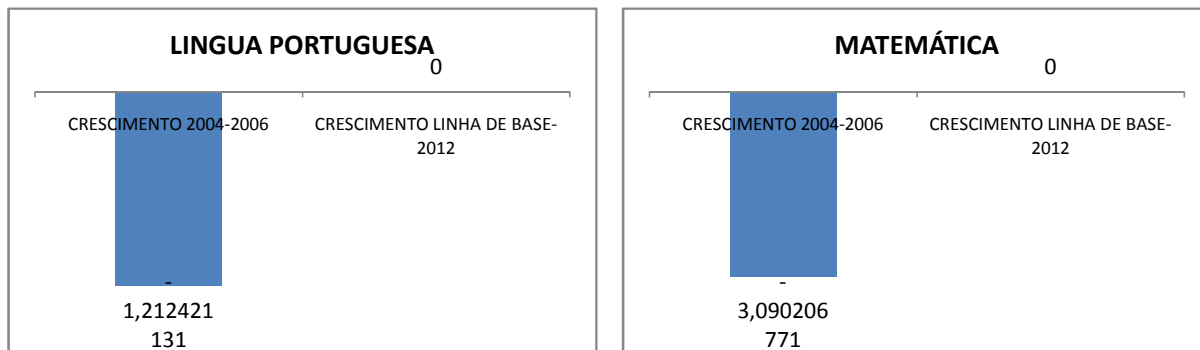 LINGUA PORTUGUESA
0
CRESCIMENTO 2004-2006
CRESCIMENTO LINHA DE BASE-
2012
-
1,212421
131
MATEMÁTICA
0
CRESCIMENTO 2004-2006
CRESCIMENTO LINHA DE BASE-
2012
-
3,090206
771